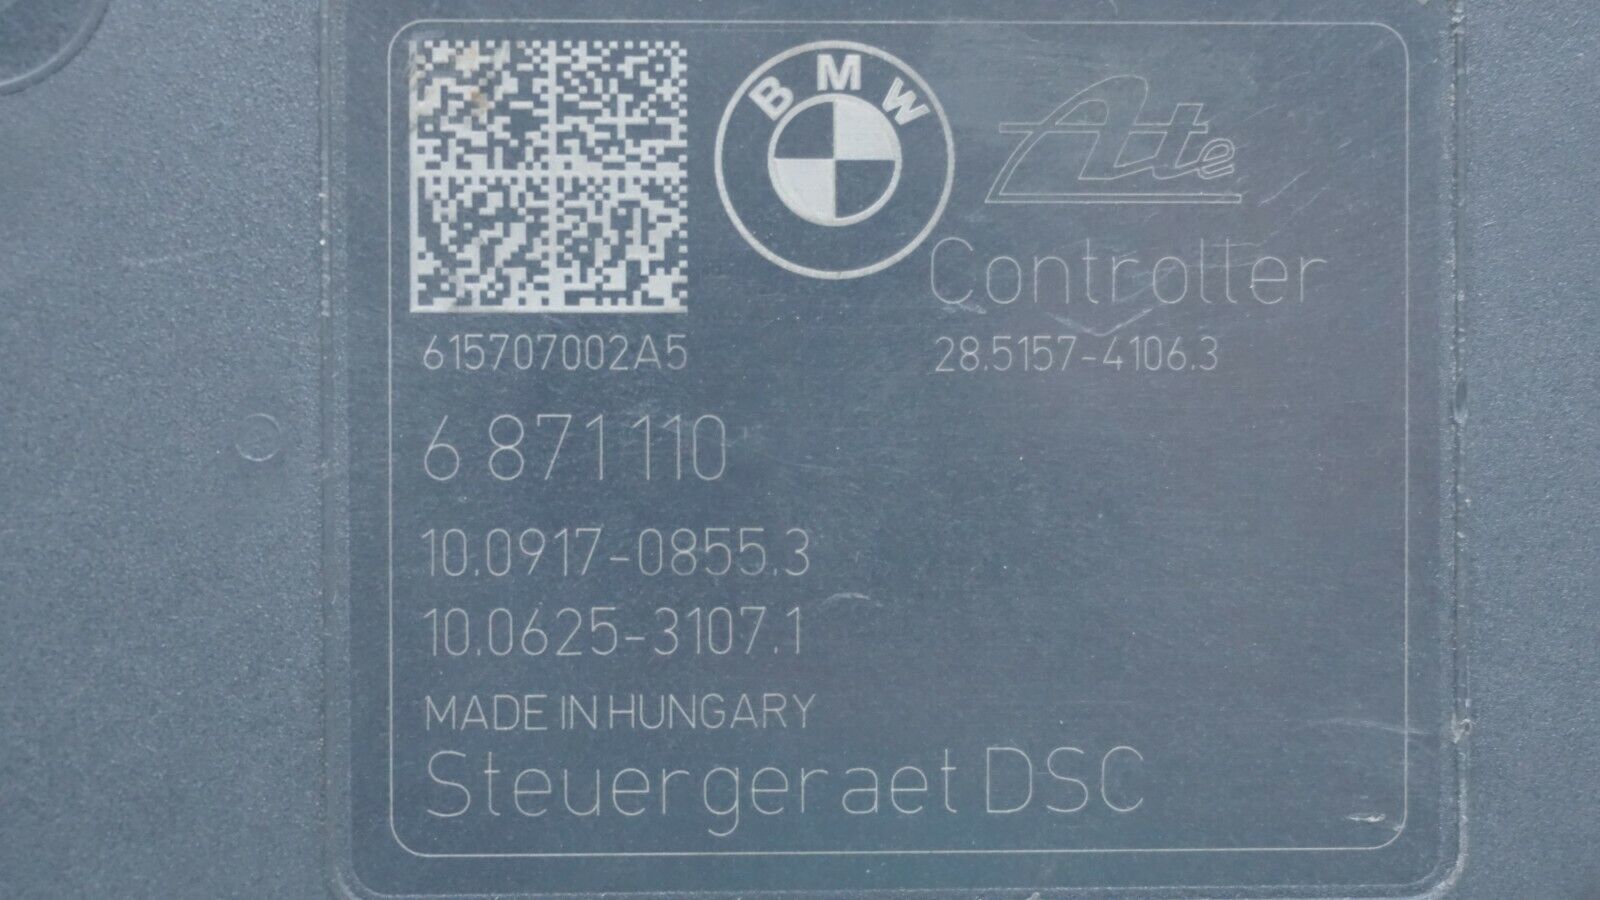 BMW
Ate
Controller
615707002A5
28.5157-4106.3
6 871 110
10.0917-0855.3
10.0625-3107.1
MADE IN HUNGARY
Steuergeraet DSC